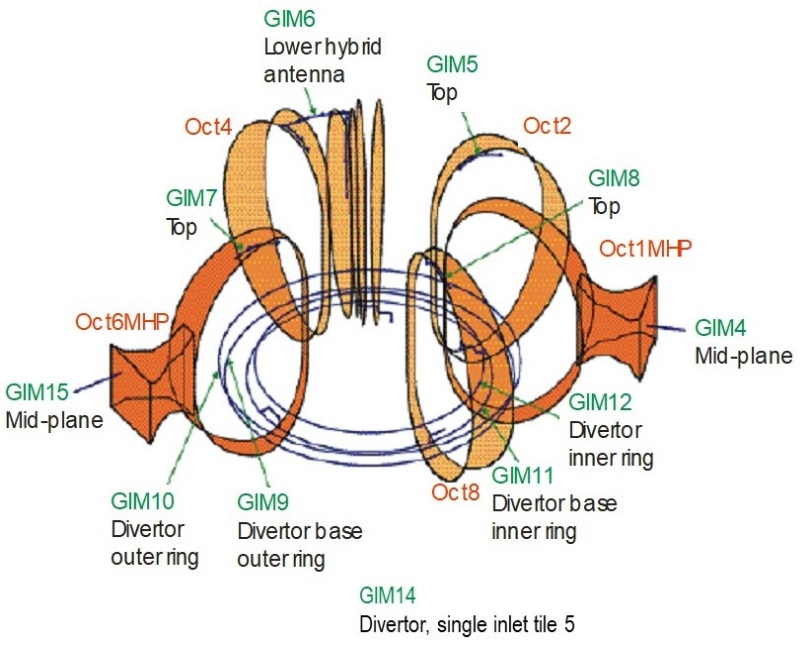 GIM6
Lower hybrid
antenna
GIM5
Top
Oct4
Oct2
GIM8
Top
GIM7
Top
Oct1MHP
Oct6MHP
GIM4
Mid-plane
GIM15
Mid-plane
GIM12
Divertor
inner ring
GIM11
Divertor base
inner ring
Oct8
GIM10
Divertor
outer ring
GIM9
Divertor base
outer ring
GIM14
Divertor, single inlet tile 5